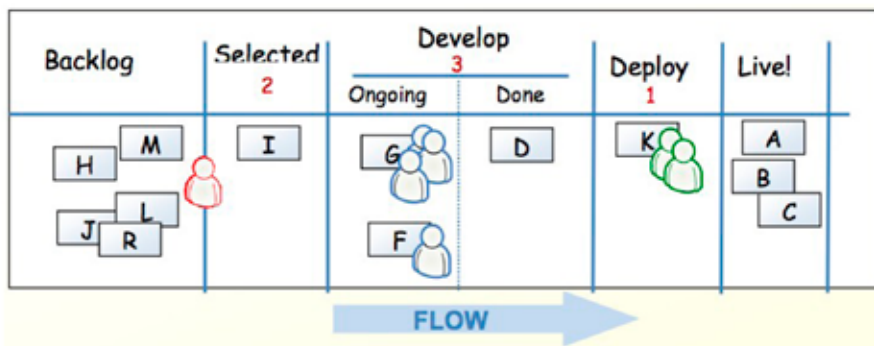 Backlog
Selected
2
Develop
3
Ongoing
Done
Deploy
1
Live!
H
M
J
L
R
I
G
F
D
K
A
B
C
FLOW